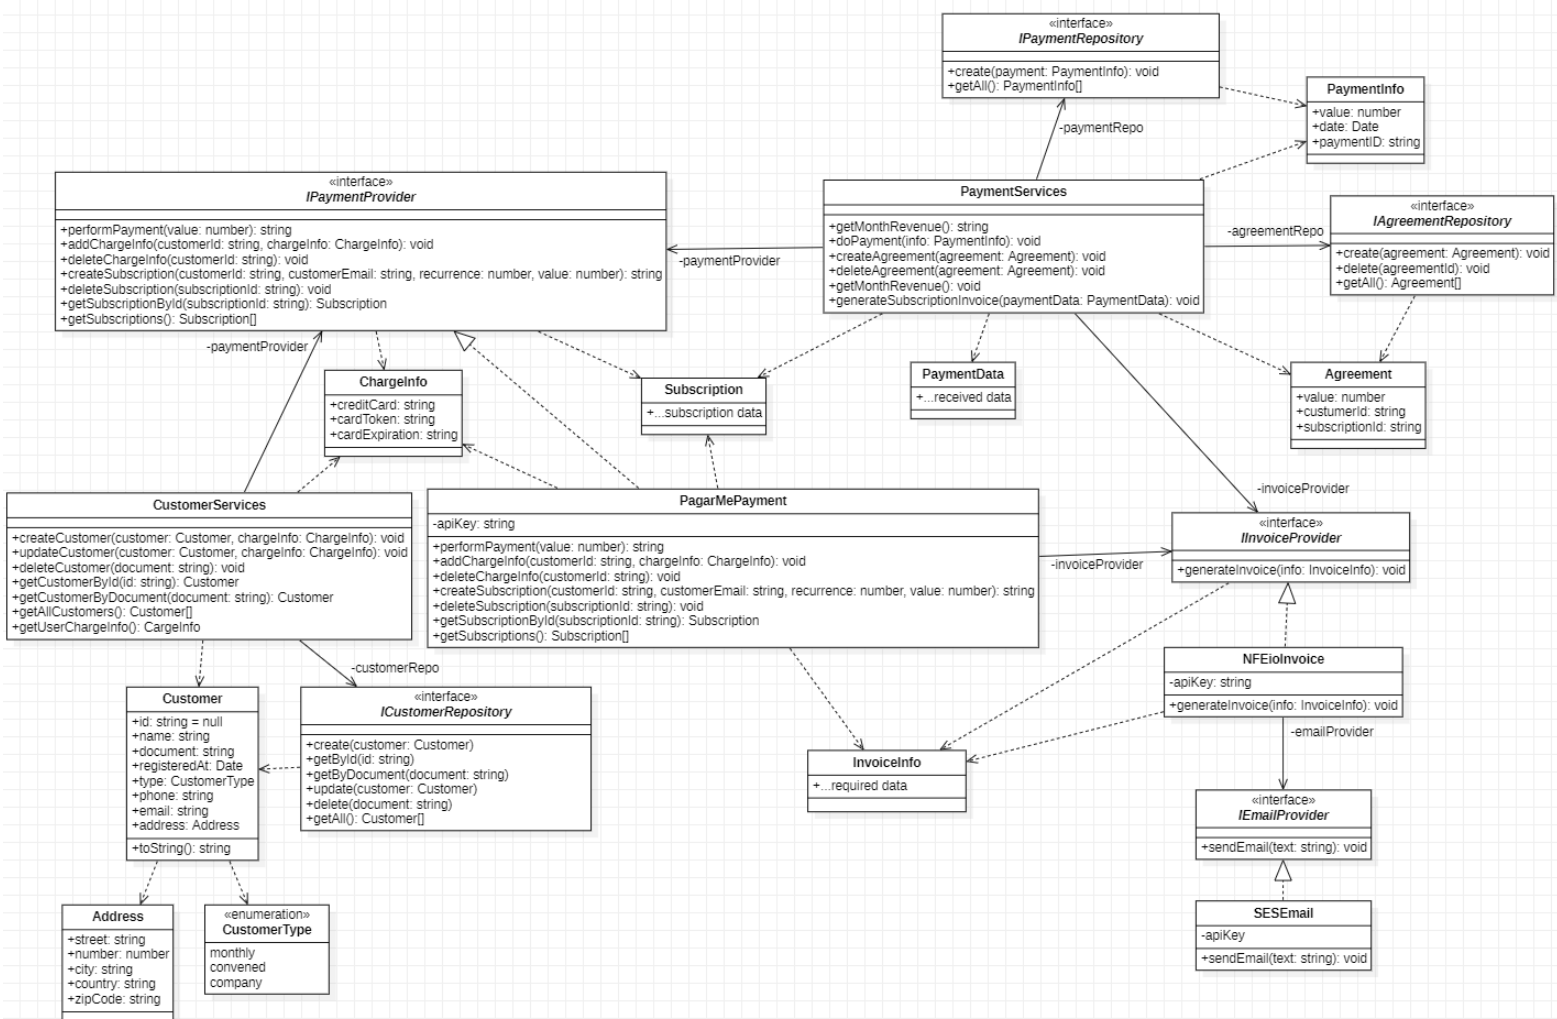 «interface»
IPaymentRepository
+create(payment: PaymentInfo): void
+getAll(): PaymentInfo[]
PaymentInfo
+value: number
+date: Date
+paymentID: string
-paymentRepo
«interface»
IPaymentProvider
+performPayment(value: number): string
+addChargeInfo(customerId: string, chargeInfo: ChargeInfo): void
+deleteChargeInfo(customerId: string): void
+createSubscription(customerId: string, customerEmail: string, recurrence: number, value: number): string
+deleteSubscription(subscriptionId: string): void
+getSubscriptionById(subscriptionId: string): Subscription
+getSubscriptions(): Subscription[]
-paymentProvider
PaymentServices
+getMonthRevenue(): string
+doPayment(info: PaymentInfo): void
+createAgreement(agreement: Agreement): void
+deleteAgreement(agreement: Agreement): void
+getMonthRevenue(): void
+generateSubscriptionInvoice(paymentData: PaymentData): void
-agreementRepo
«interface»
IAgreementRepository
+create(agreement: Agreement): void
+delete(agreementId): void
+getAll(): Agreement[]
-paymentProvider
ChargeInfo
+creditCard: string
+cardToken: string
+cardExpiration: string
Subscription
+...subscription data
PaymentData
+...received data
Agreement
+value: number
+custumerId: string
+subscriptionId: string
CustomerServices
+createCustomer(customer: Customer, chargeInfo: ChargeInfo): void
+updateCustomer(customer: Customer, chargeInfo: ChargeInfo): void
+deleteCustomer(document: string): void
+getCustomerById(id: string): Customer
+getCustomerByDocument(document: string): Customer
+getAllCustomers(): Customer[]
+getUserChargeInfo(): CargeInfo
PagarMePayment
-apiKey: string
+performPayment(value: number): string
+addChargeInfo(customerId: string, chargeInfo: ChargeInfo): void
+deleteChargeInfo(customerId: string): void
+createSubscription(customerId: string, customerEmail: string, recurrence: number, value: number): string
+deleteSubscription(subscriptionId: string): void
+getSubscriptionById(subscriptionId: string): Subscription
+getSubscriptions(): Subscription[]
-invoiceProvider
-invoiceProvider
«interface»
IInvoiceProvider
+generateInvoice(info: InvoiceInfo): void
-customerRepo
Customer
+id: string = null
+name: string
+document: string
+registeredAt: Date
+type: CustomerType
+phone: string
+email: string
+address: Address
+toString(): string
«interface»
ICustomerRepository
+create(customer: Customer)
+getById(id: string)
+getByDocument(document: string)
+update(customer: Customer)
+delete(document: string)
+getAll(): Customer[]
InvoiceInfo
+...required data
NFEioInvoice
-apiKey: string
+generateInvoice(info: InvoiceInfo): void
-emailProvider
«interface»
IEmailProvider
+sendEmail(text: string): void
Address
+street: string
+number: number
+city: string
+country: string
+zipCode: string
«enumeration»
CustomerType
monthly
convened
company
SESEmail
-apiKey
+sendEmail(text: string): void